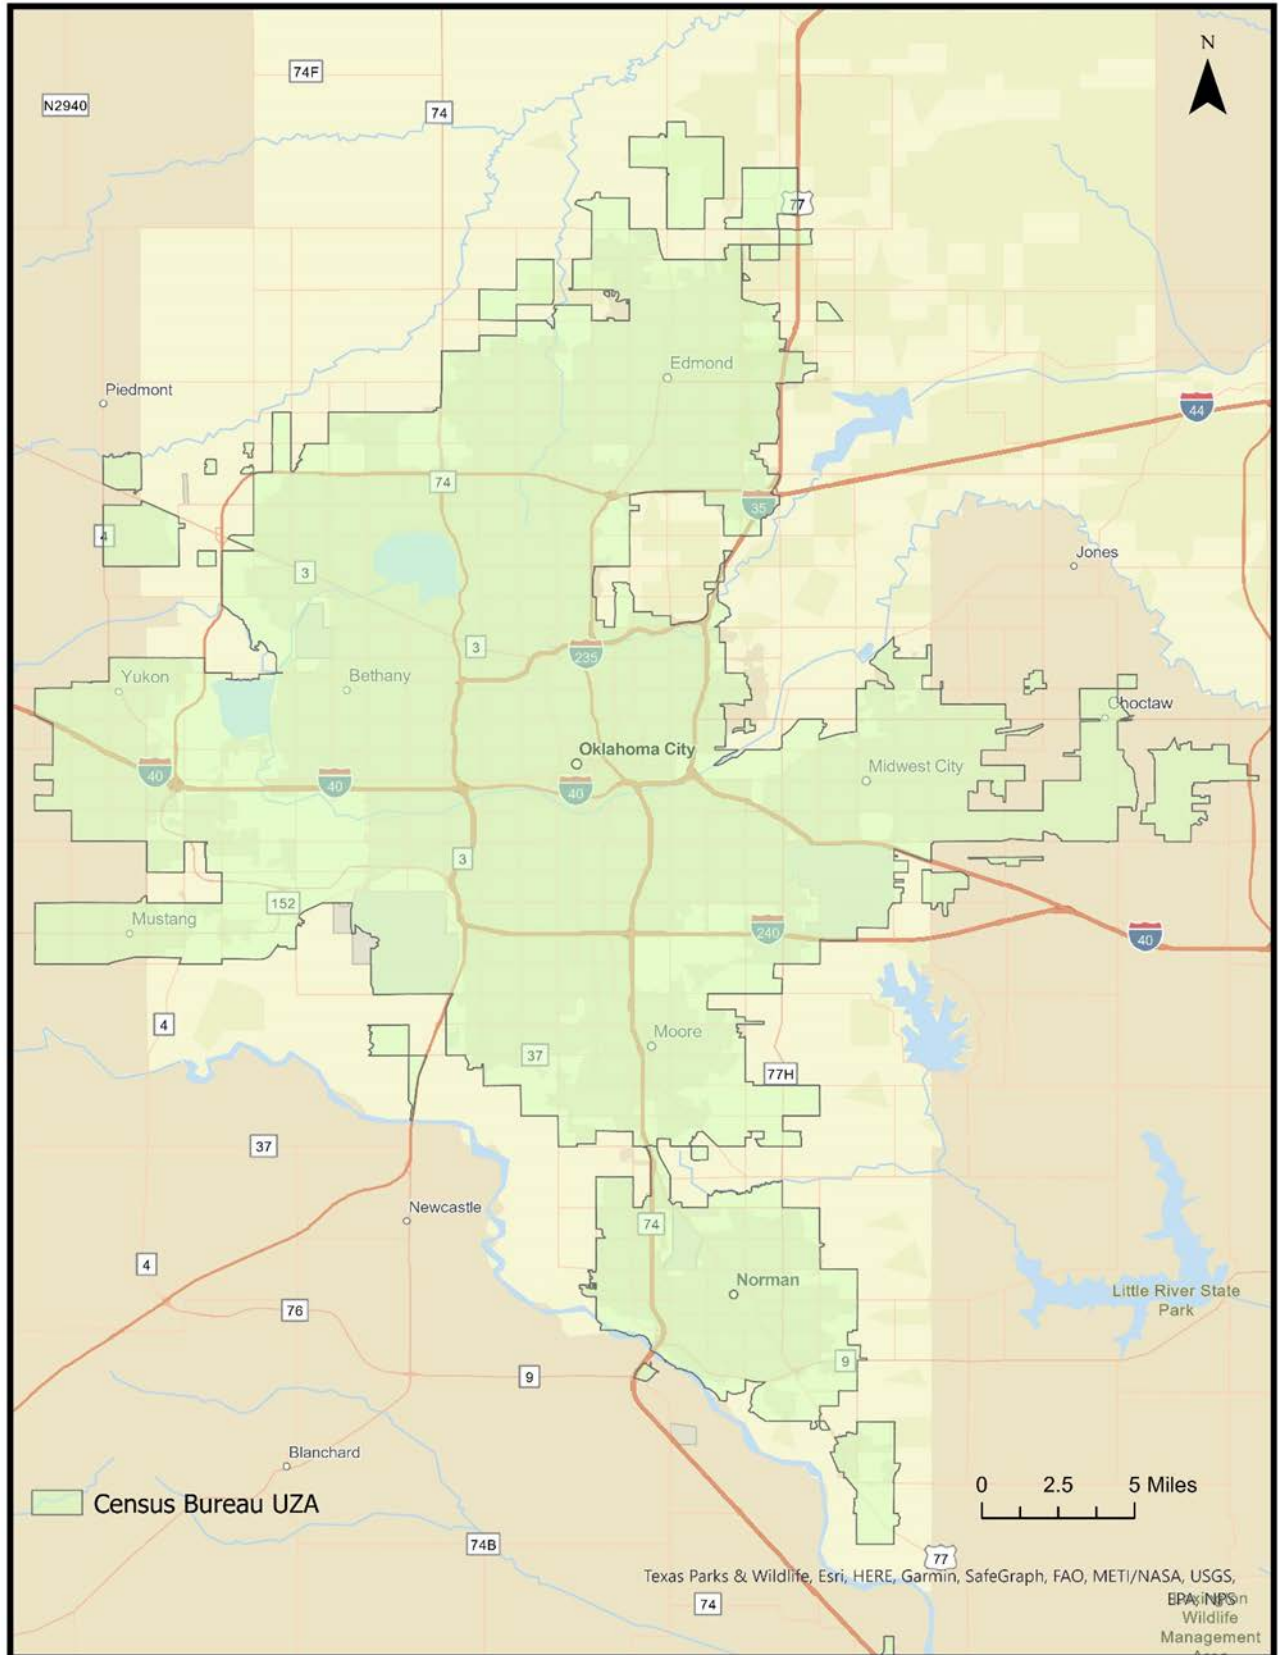 N
74F
N2940
74
77
Edmond
Piedmont
44
74
35
4
Jones
3
3
235
Yukon
Bethany
Choctaw
Oklahoma City
Midwest City
40
40
40
3
152
Mustang
240
40
4
Moore
37
77H
37
Newcastle
74
4
Norman
Little River State
Park
76
9
9
Blanchard
0 2.5 5 Miles
Census Bureau UZA
74B
77
Texas Parks & Wildlife, Esri, HERE, Garmin, SafeGraph, FAO, METI/NASA, USGS,
EPA, NPS
74
Wildlife
Management